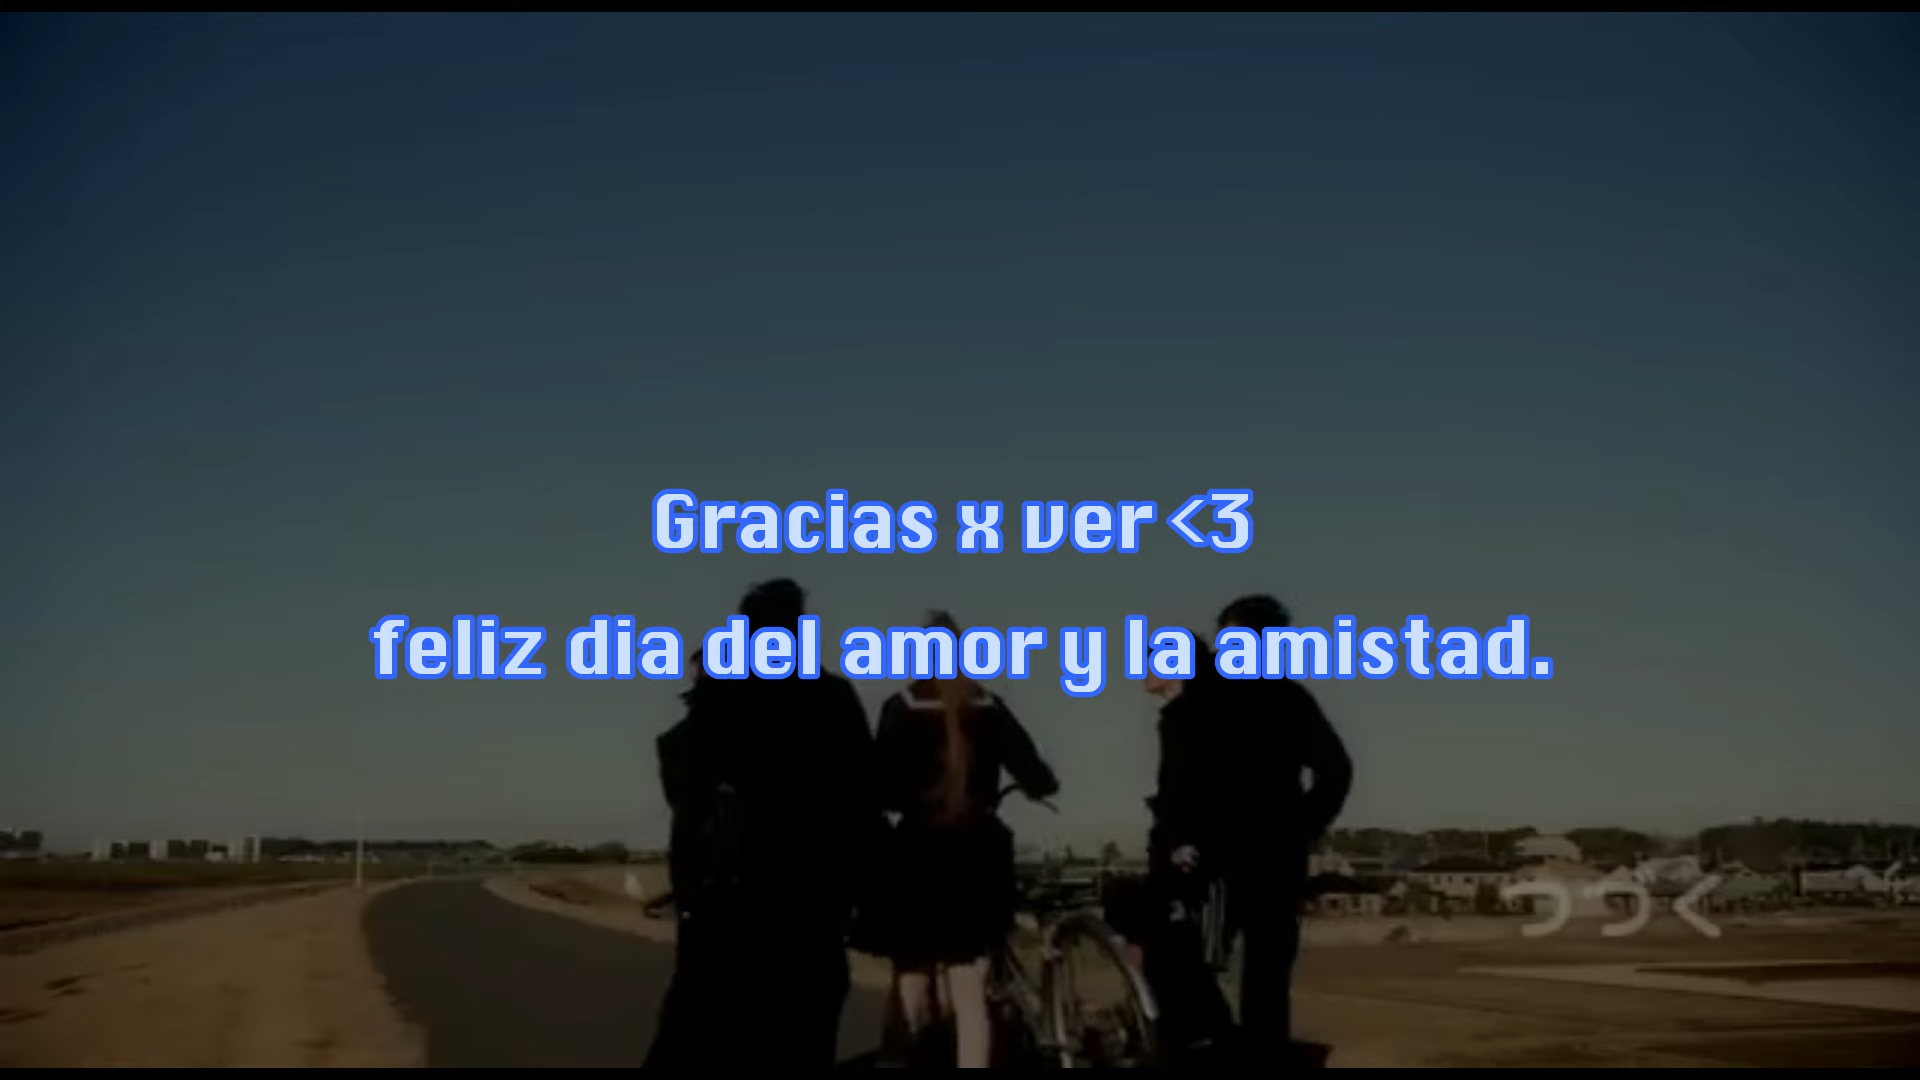 Gracias x ver <3
feliz dia del amor y la amistad.
つづく